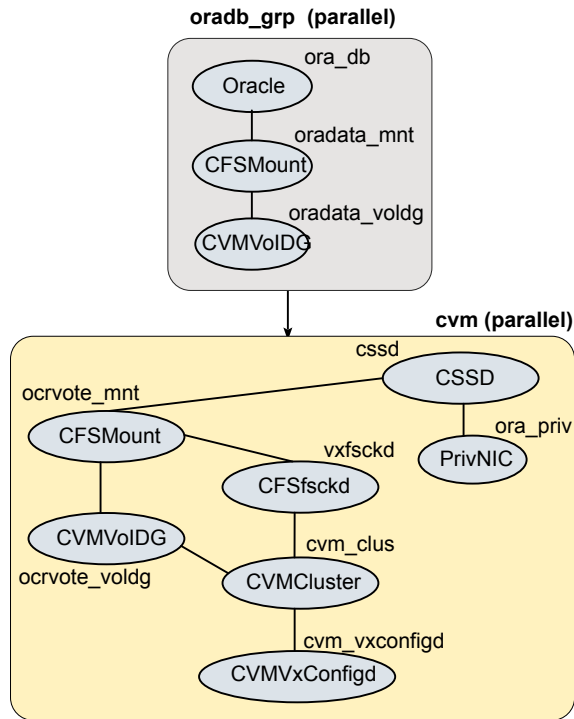 oradb_grp (parallel)
ora_db
Oracle
oradata_mnt
CFSMount
oradata_voldg
CVMVolDG
cvm (parallel)
cssd
CSSD
ocrvote_mnt
CFSMount
ora_priv
PrivNIC
vxfsckd
CFSfsckd
CVMVolDG
ocrvote_voldg
cvm_clus
CVMCluster
cvm_vxconfigd
CVMVxConfigd